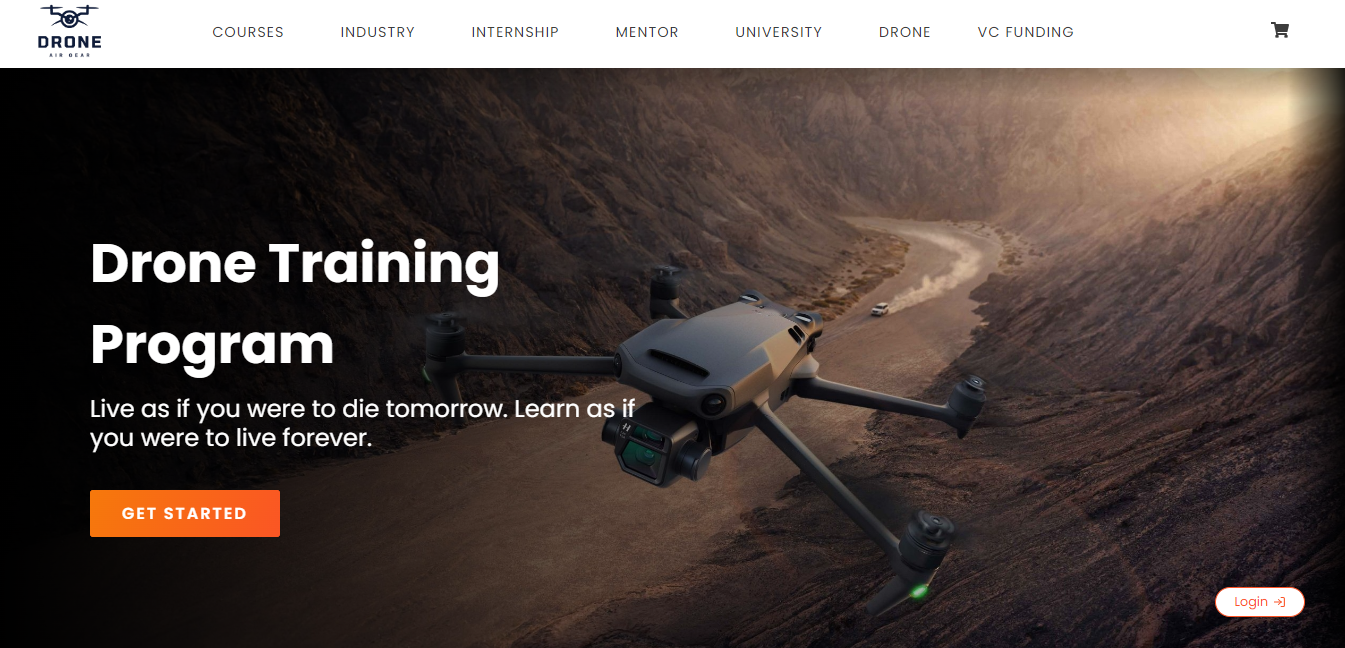 DRONE
AIR GEAR
COURSES INDUSTRY INTERNSHIP MENTOR UNIVERSITY DRONE VC FUNDING
Drone Training
Program
Live as if you were to die tomorrow. Learn as if
you were to live forever.
GET STARTED
Login